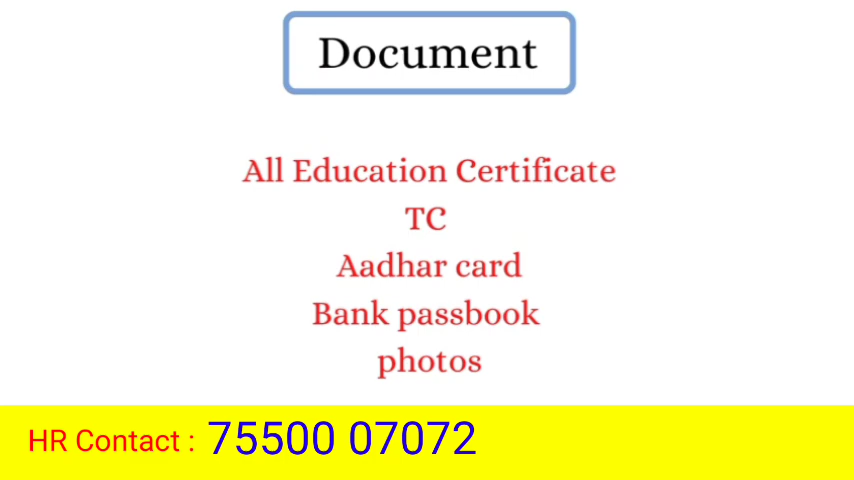 Document
All Education Certificate
TC
Aadhar card
Bank passbook
photos
HR Contact : 75500 07072